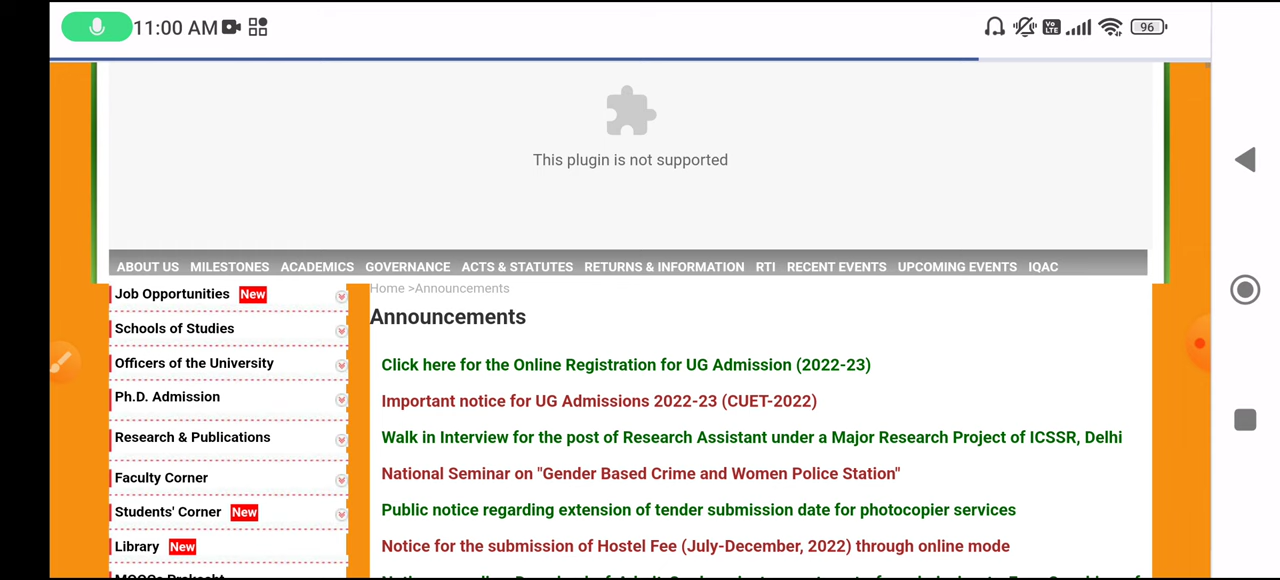 11:00 AM
Vo LTE
96
This plugin is not supported
ABOUT US MILESTONES ACADEMICS GOVERNANCE ACTS & STATUTES RETURNS & INFORMATION RTI RECENT EVENTS UPCOMING EVENTS IQAC
Job Opportunities New
Schools of Studies
Officers of the University
Ph.D. Admission
Research & Publications
Faculty Corner
Students' Corner New
Library New
Home >Announcements
Announcements
Click here for the Online Registration for UG Admission (2022-23)
Important notice for UG Admissions 2022-23 (CUET-2022)
Walk in Interview for the post of Research Assistant under a Major Research Project of ICSSR, Delhi
National Seminar on "Gender Based Crime and Women Police Station"
Public notice regarding extension of tender submission date for photocopier services
Notice for the submission of Hostel Fee (July-December, 2022) through online mode